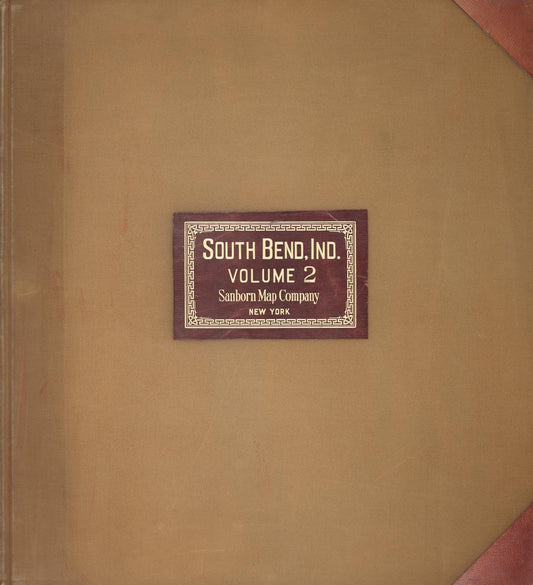 SOUTH BEND, IND.
VOLUME 2
Sanborn Map Company
NEW YORK